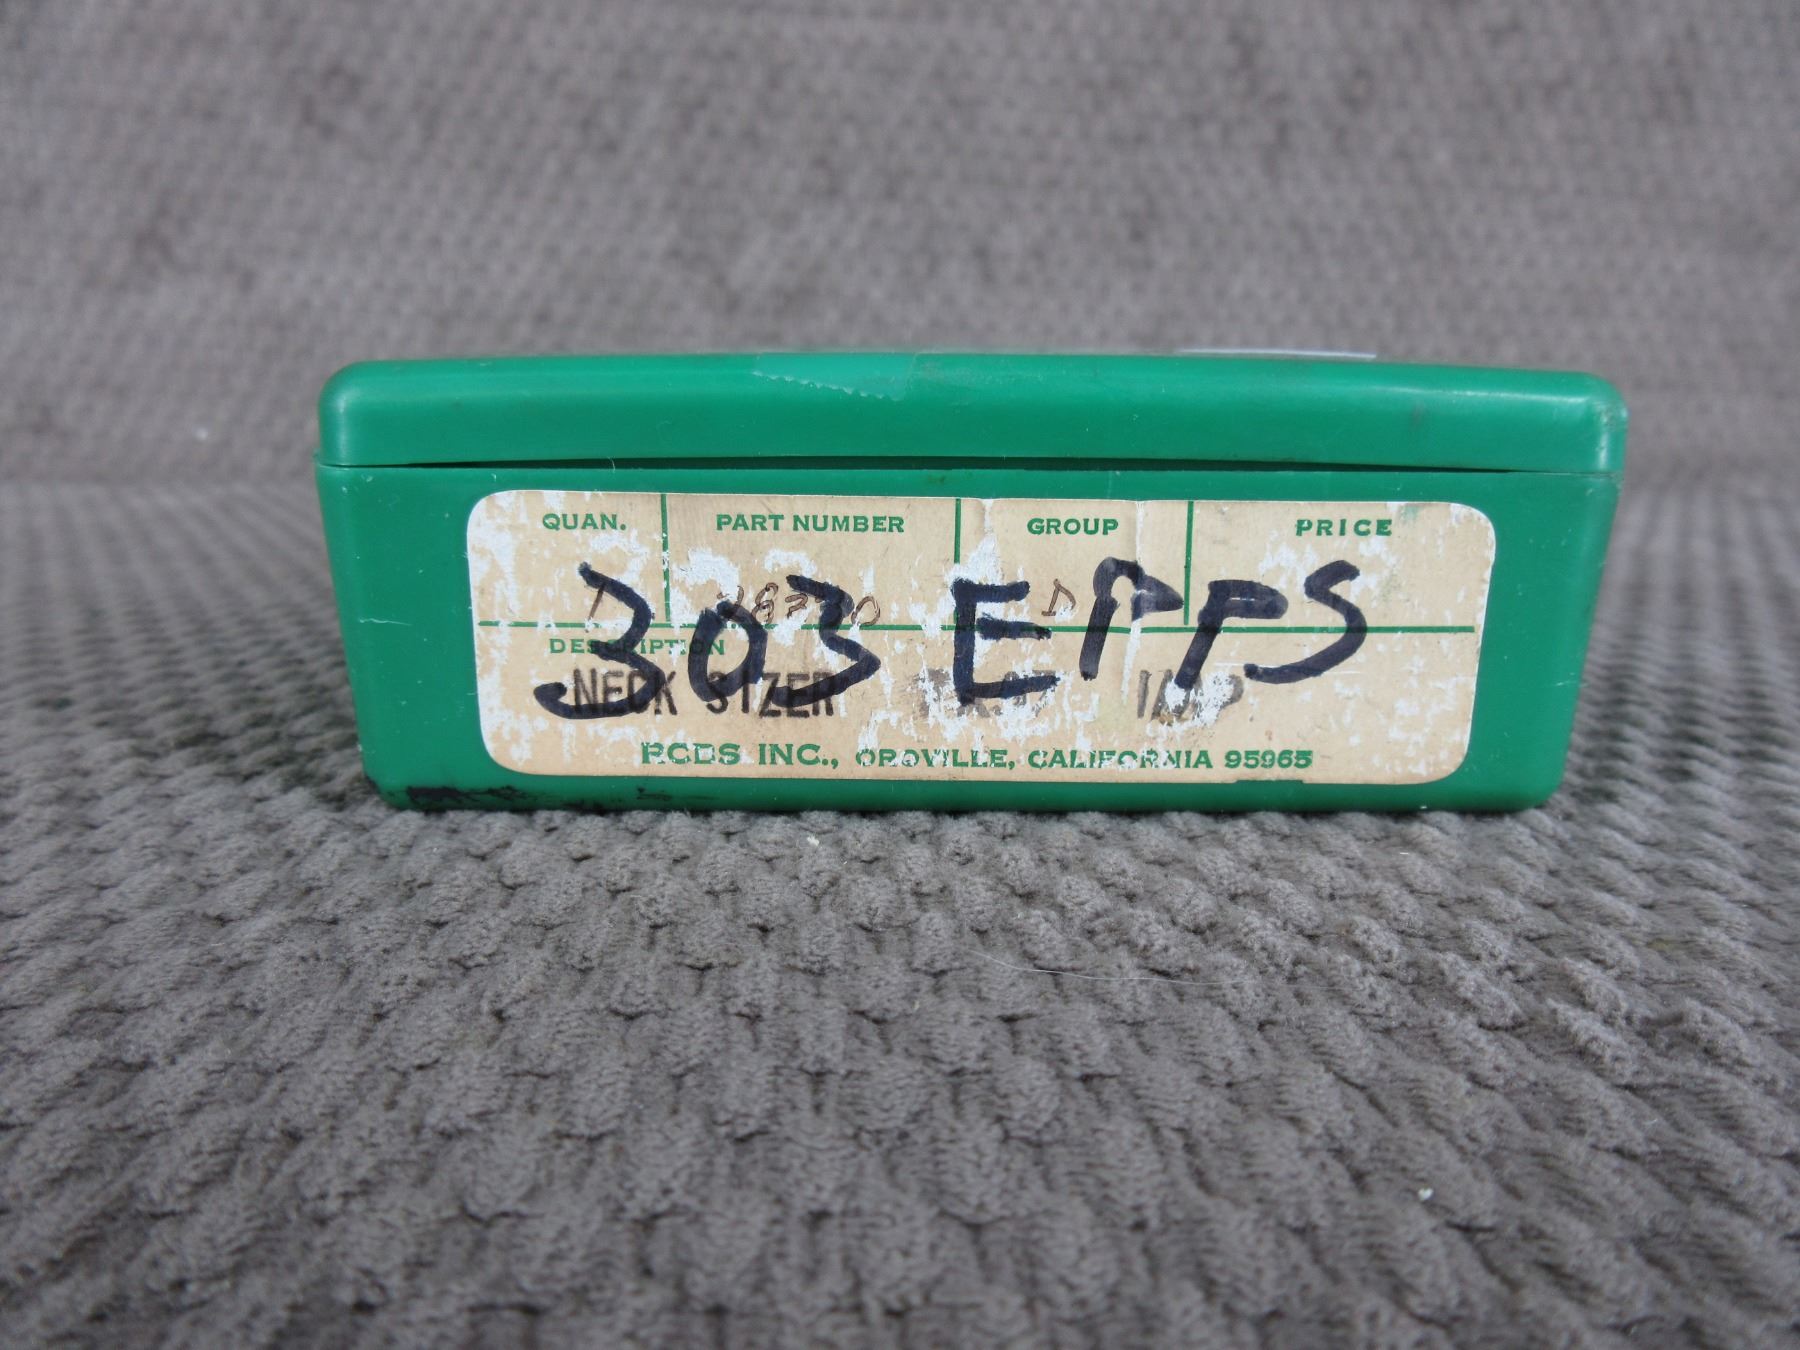 QUAN. PART NUMBER GROUP PRICE
D
303 EPPS
DESCRIPTION
NECK SIZER
RCBS INC., OROVILLE, CALIFORNIA 95965